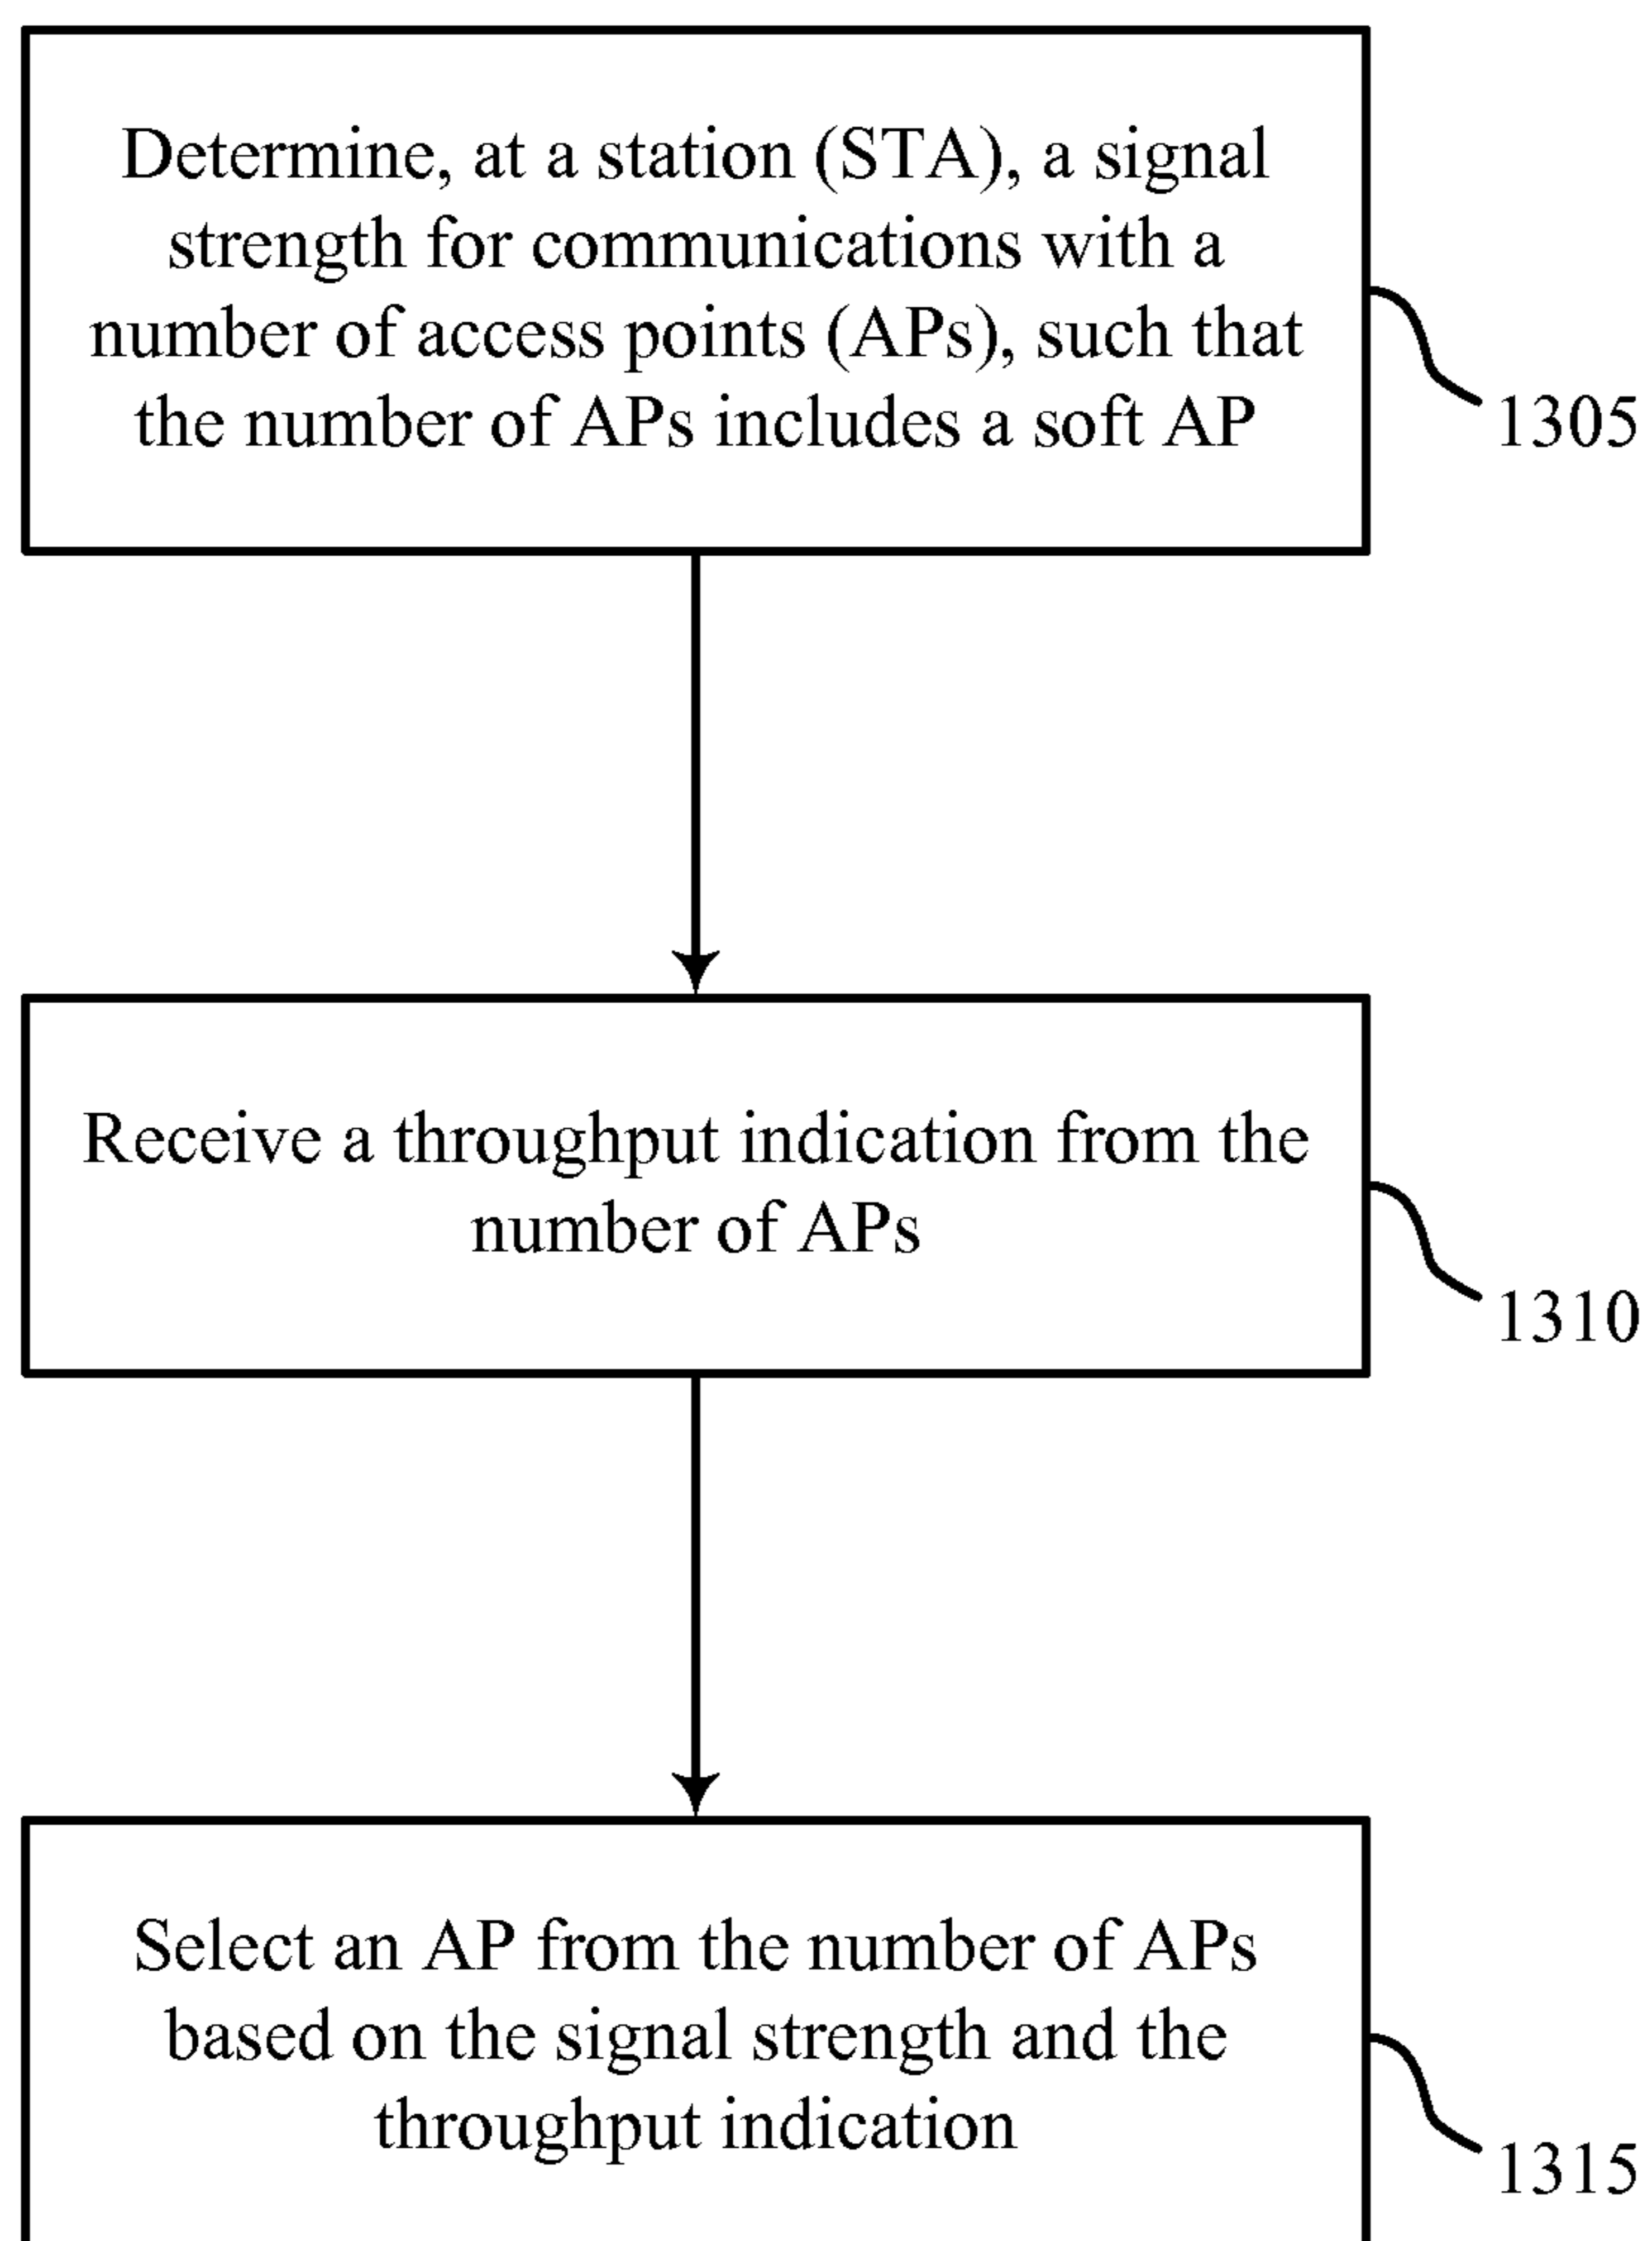 Determine, at a station (STA), a signal
strength for communications with a
number of access points (APs), such that
the number of APs includes a soft AP
1305
Receive a throughput indication from the
number of APs
1310
Select an AP from the number of APs
based on the signal strength and the
throughput indication
1315